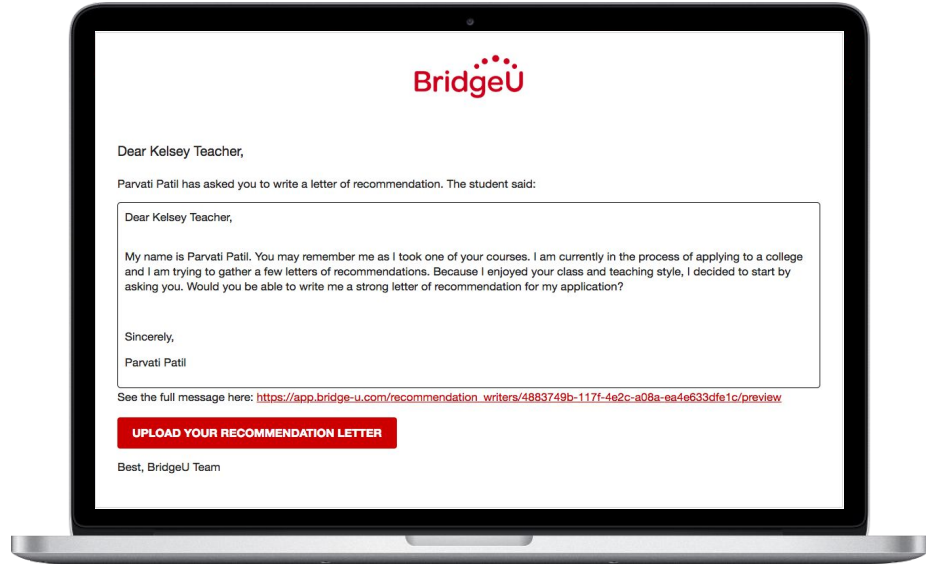 BridgeU
Dear Kelsey Teacher,
Parvati Patil has asked you to write a letter of recommendation. The student said:
Dear Kelsey Teacher,
My name is Parvati Patil. You may remember me as I took one of your courses. I am currently in the process of applying to a college
and I am trying to gather a few letters of recommendations. Because I enjoyed your class and teaching style, I decided to start by
asking you. Would you be able to write me a strong letter of recommendation for my application?
Sincerely,
Parvati Patil
See the full message here: https://app.bridge-u.com/recommendation_writers/4883749b-117f-4e2c-a08a-ea4e633dfe1c/preview
UPLOAD YOUR RECOMMENDATION LETTER
Best, BridgeU Team